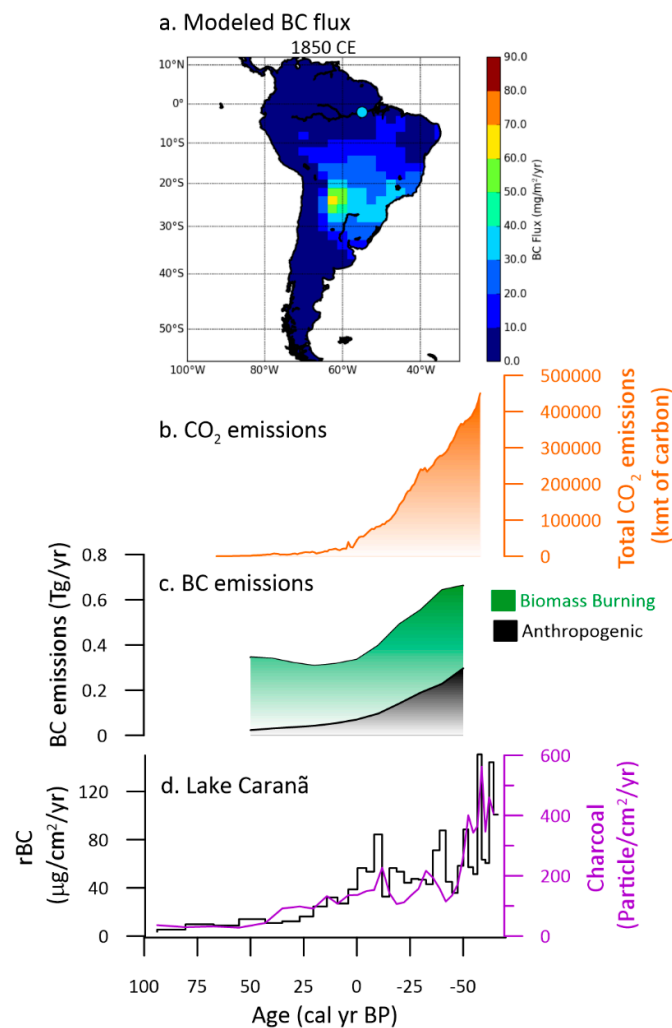 a. Modeled BC flux
1850 CE
10°N
0°
10°S
20°S
30°S
40°S
50°S
100°W
80°W
60°W
40°W
90.0
80.0
70.0
60.0
50.0
40.0
30.0
20.0
10.0
0.0
BC Flux (mg/m²/yr)
b. CO₂ emissions
500000
400000
300000
200000
100000
0
Total CO₂ emissions
(kmt of carbon)
c. BC emissions
0.8
0.6
0.4
0.2
0
BC emissions (Tg/yr)
Biomass Burning
Anthropogenic
d. Lake Caranã
120
80
40
0
rBC
(μg/cm²/yr)
600
400
200
0
Charcoal
(Particle/cm²/yr)
100
75
50
25
0
-25
-50
Age (cal yr BP)